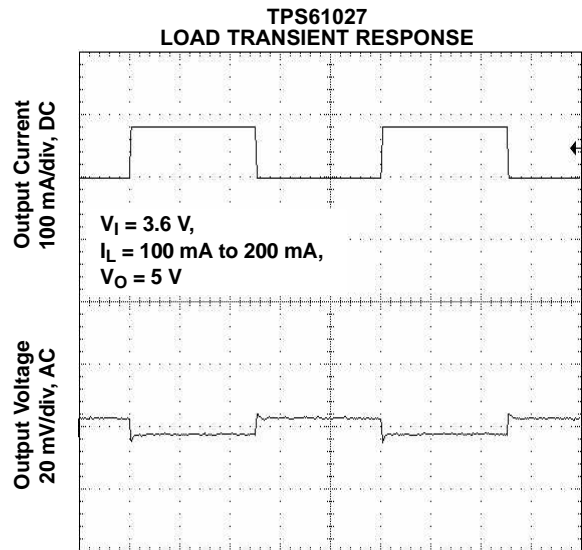 TPS61027
LOAD TRANSIENT RESPONSE
Output Current
100 mA/div, DC
V_I = 3.6 V,
I_L = 100 mA to 200 mA,
V_O = 5 V
Output Voltage
20 mV/div, AC